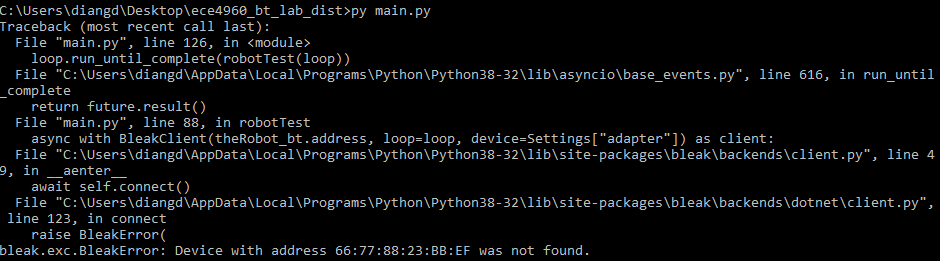 C:\Users\diangd\Desktop\ece4960_bt_lab_dist>py main.py
Traceback (most recent call last):
  File "main.py", line 126, in <module>
    loop.run_until_complete(robotTest(loop))
  File "C:\Users\diangd\AppData\Local\Programs\Python\Python38-32\lib\asyncio\base_events.py", line 616, in run_until
_complete
    return future.result()
  File "main.py", line 88, in robotTest
    async with BleakClient(theRobot_bt.address, loop=loop, device=Settings["adapter"]) as client:
  File "C:\Users\diangd\AppData\Local\Programs\Python\Python38-32\lib\site-packages\bleak\backends\client.py", line 4
9, in __aenter__
    await self.connect()
  File "C:\Users\diangd\AppData\Local\Programs\Python\Python38-32\lib\site-packages\bleak\backends\dotnet\client.py",
 line 123, in connect
    raise BleakError(
bleak.exc.BleakError: Device with address 66:77:88:23:BB:EF was not found.